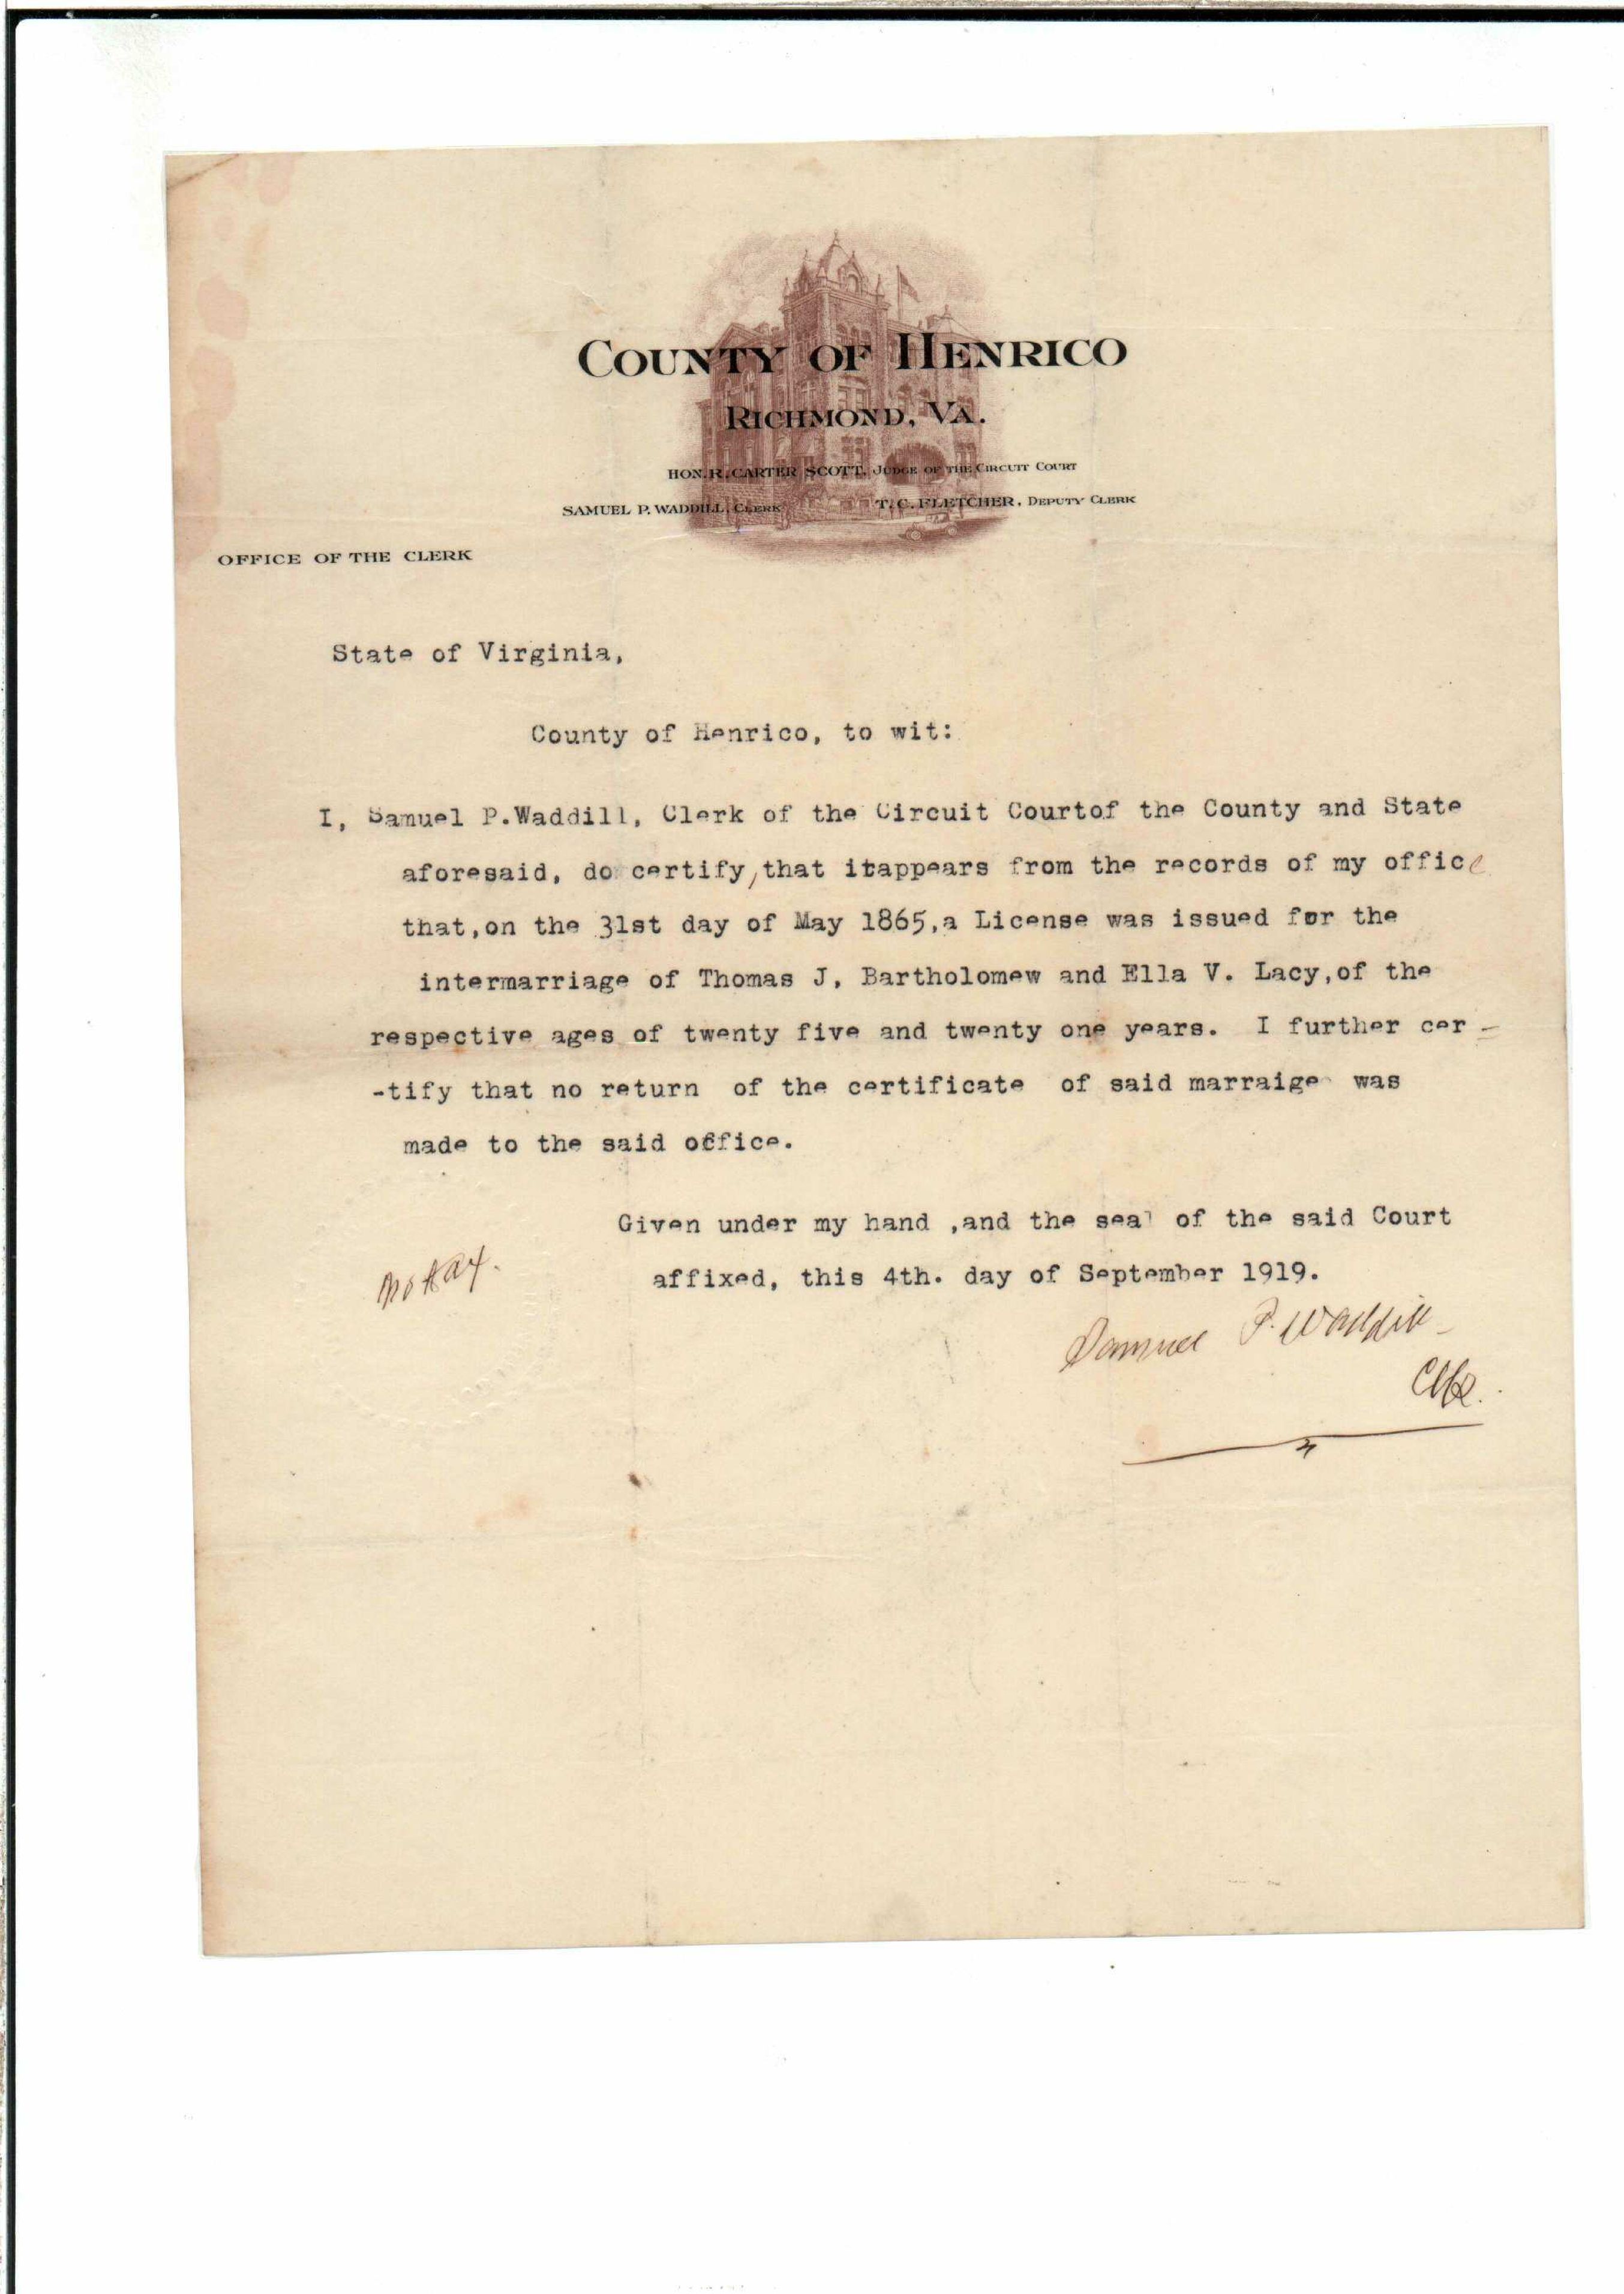 COUNTY OF HENRICO
RICHMOND, VA.
HON. R. CARTER SCOTT, JUDGE OF THE CIRCUIT COURT
SAMUEL P. WADDILL, CLERK T. C. FLETCHER, DEPUTY CLERK
OFFICE OF THE CLERK
State of Virginia,
County of Henrico, to wit:
I, Samuel P.Waddill, Clerk of the Circuit Courtof the County and State
aforesaid, do certify,that itappears from the records of my office
that,on the 31st day of May 1865,a License was issued for the
intermarriage of Thomas J. Bartholomew and Ella V. Lacy,of the
respective ages of twenty five and twenty one years. I further cer -
-tify that no return of the certificate of said marraige was
made to the said office.
Given under my hand ,and the seal of the said Court
affixed, this 4th. day of September 1919.
No tax.
Samuel P. Waddill
Clk.